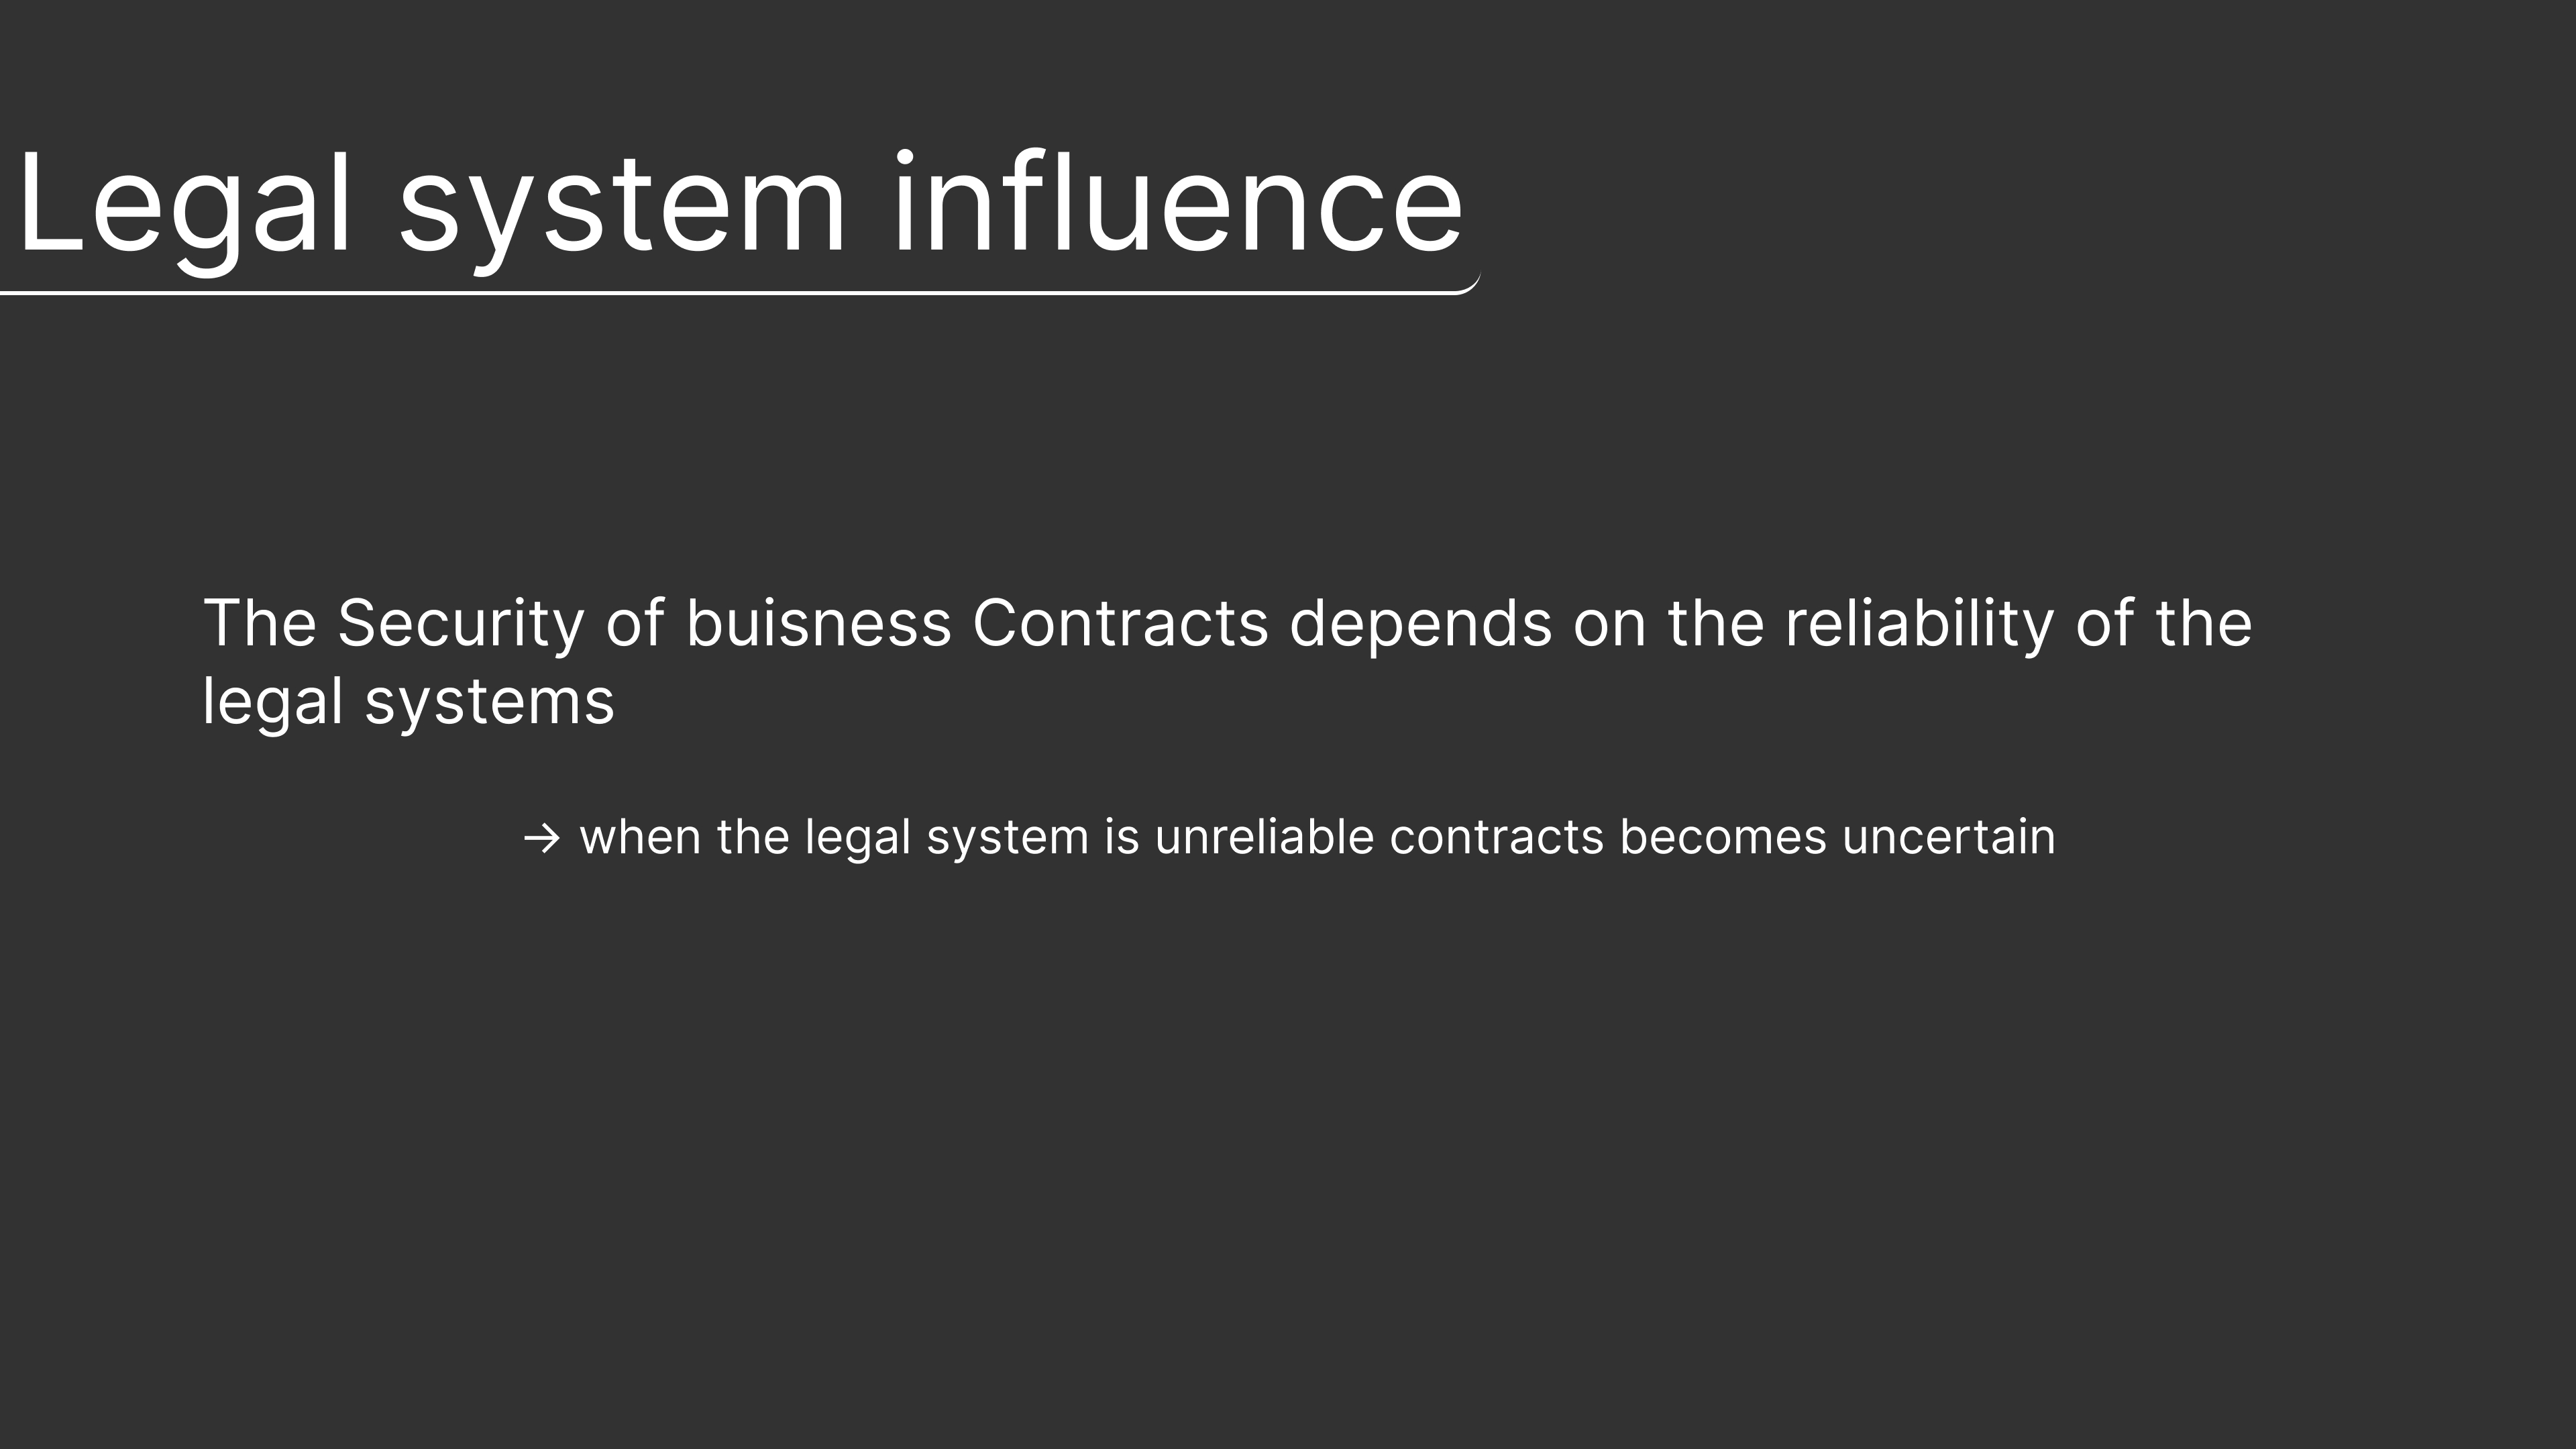 Legal system influence
The Security of buisness Contracts depends on the reliability of the
legal systems
→ when the legal system is unreliable contracts becomes uncertain